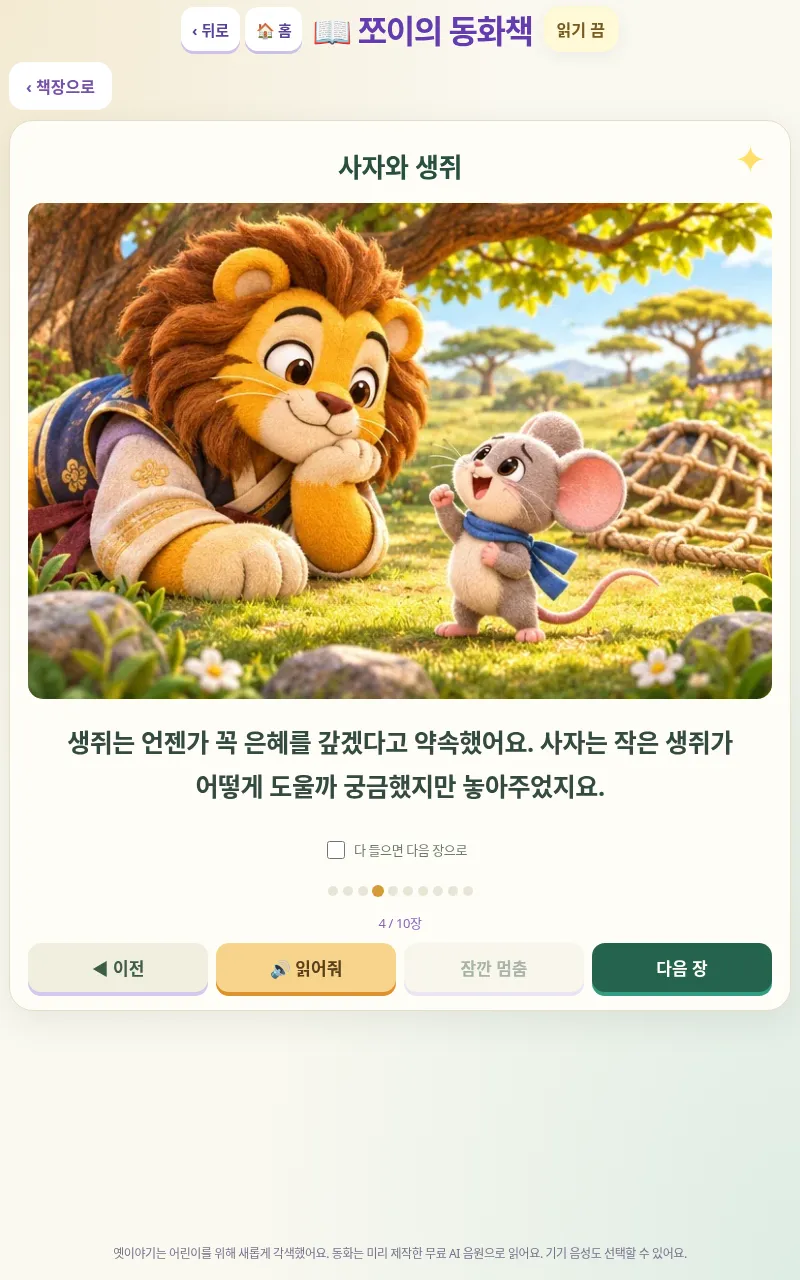 ‹ 뒤로
🏠 홈
📖 쪼이의 동화책
읽기 끔
‹ 책장으로
사자와 생쥐
생쥐는 언젠가 꼭 은혜를 갚겠다고 약속했어요. 사자는 작은 생쥐가
어떻게 도울까 궁금했지만 놓아주었지요.
다 들으면 다음 장으로
4 / 10장
◀ 이전
🔊 읽어줘
잠깐 멈춤
다음 장
옛이야기는 어린이를 위해 새롭게 각색했어요. 동화는 미리 제작한 무료 AI 음원으로 읽어요. 기기 음성도 선택할 수 있어요.